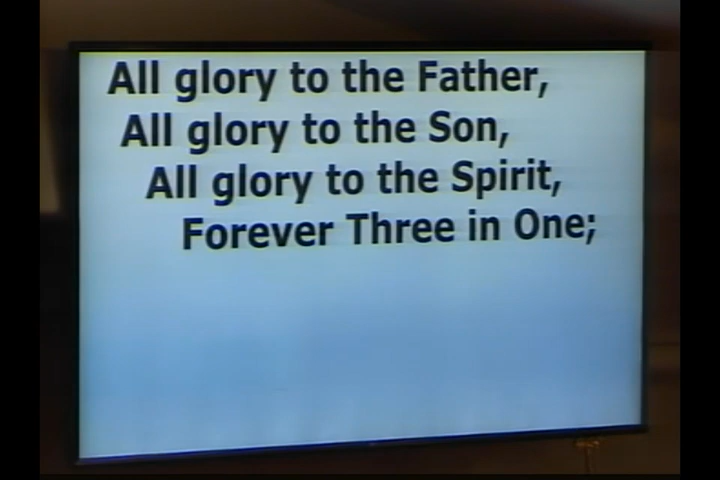 All glory to the Father,
All glory to the Son,
All glory to the Spirit,
Forever Three in One;